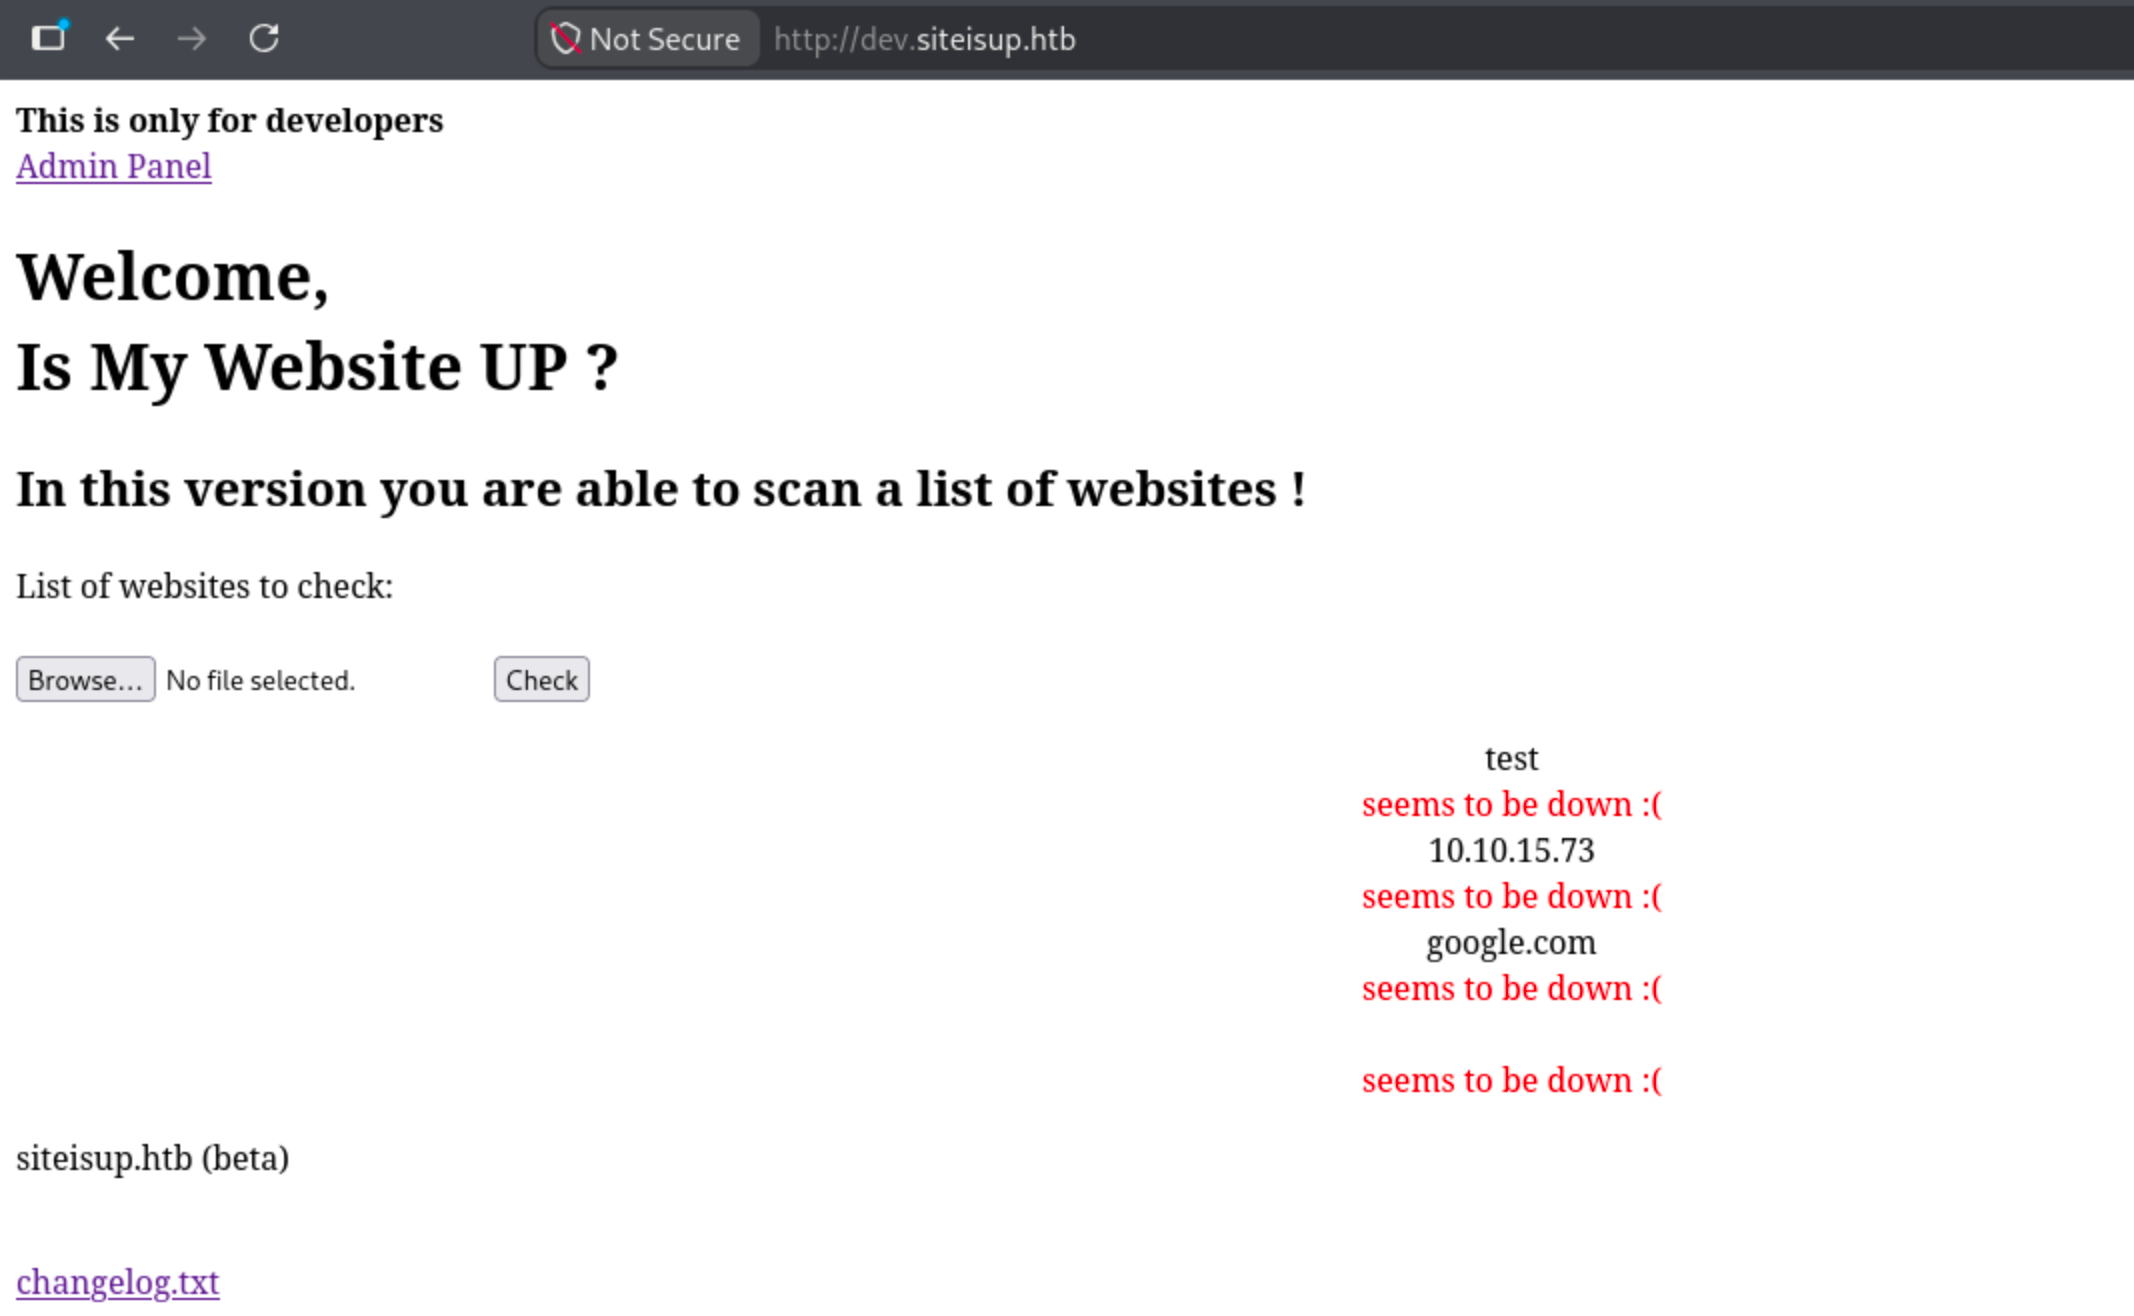 Not Secure http://dev.siteisup.htb
This is only for developers
Admin Panel
Welcome,
Is My Website UP ?
In this version you are able to scan a list of websites !
List of websites to check:
Browse... No file selected. Check
test
seems to be down :(
10.10.15.73
seems to be down :(
google.com
seems to be down :(
seems to be down :(
siteisup.htb (beta)
changelog.txt